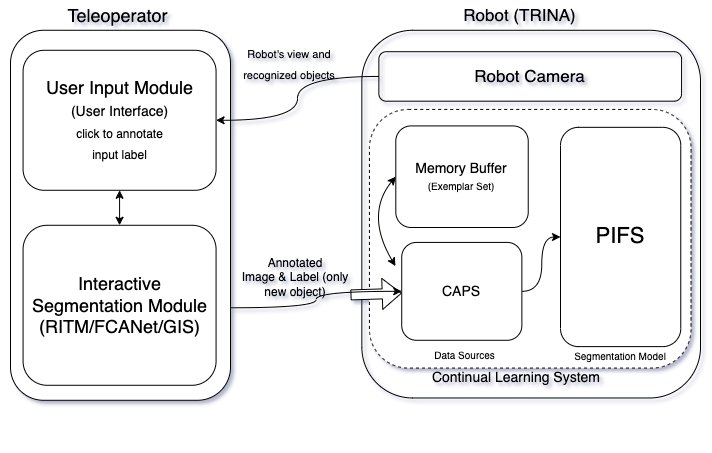 Teleoperator
Robot (TRINA)
User Input Module
(User Interface)
click to annotate
input label
Robot's view and
recognized objects
Robot Camera
Memory Buffer
(Exemplar Set)
PIFS
Interactive
Segmentation Module
(RITM/FCANet/GIS)
Annotated
Image & Label (only
new object)
CAPS
Data Sources
Segmentation Model
Continual Learning System